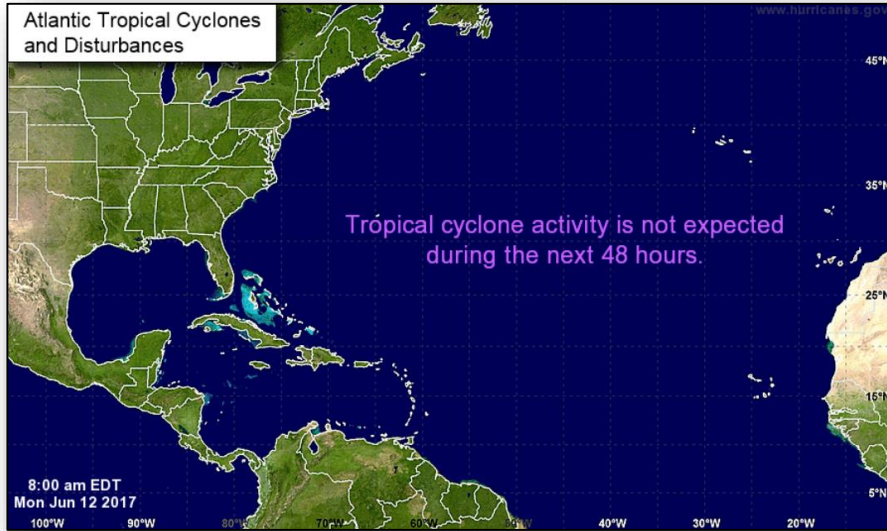 Atlantic Tropical Cyclones
and Disturbances
www.hurricanes.gov
45°N
35°N
Tropical cyclone activity is not expected
during the next 48 hours.
25°N
15°N
8:00 am EDT
Mon Jun 12 2017
5°N
100°W 90°W 80°W 70°W 60°W 50°W 40°W 30°W 20°W